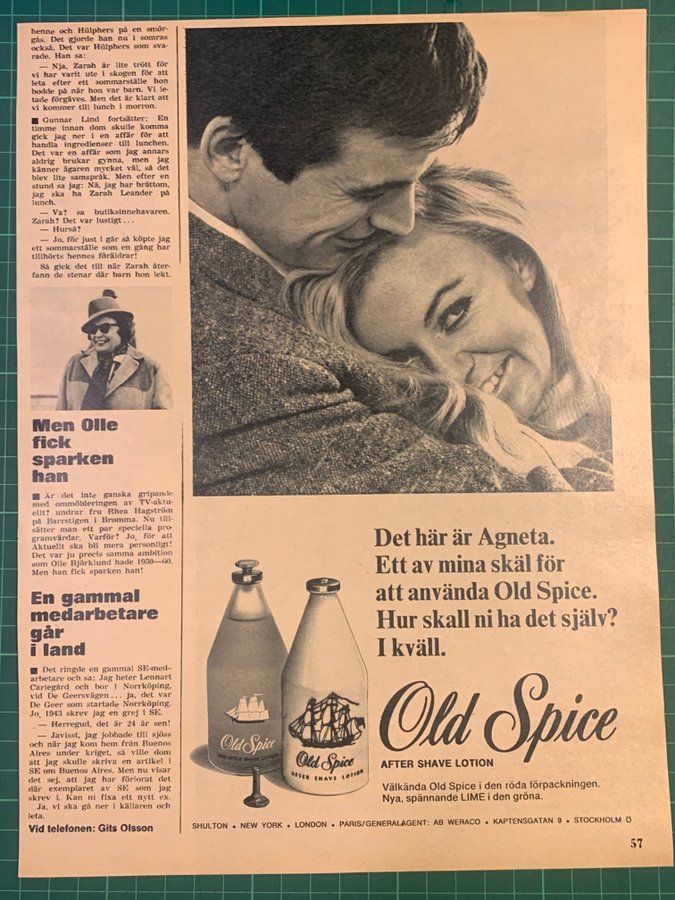 henne och Hülphers på en smör-
gås. Det gjorde han nu i somras
också. Det var Hülphers som sva-
rade. Han sa:
— Nja, Zarah är lite trött för
vi har varit ute i skogen för att
leta efter ett sommarställe hon
bodde på när hon var barn. Vi le-
tade förgäves. Men det är klart att
vi kommer till lunch i morron.
■ Gunnar Lind fortsätter: En
timme innan dom skulle komma
gick jag ner i en affär för att
handla ingredienser till lunchen.
Det var en affär som jag annars
aldrig brukar gynna, men jag
känner ägaren mycket väl, så det
blev lite samspråk. Men efter en
stund sa jag: Nä, jag har bråttom,
jag ska ha Zarah Leander på
lunch.
— Va? sa butiksinnehavaren.
Zarah? Det var lustigt...
— Hurså?
— Jo, för just i går så köpte jag
ett sommarställe som en gång har
tillhörts hennes föräldrar!
Så gick det till när Zarah åter-
fann de stenar där barn hon lekt.
Men Olle
fick
sparken
han
■ Är det inte ganska gripande
med ommöbleringen av TV-aktu-
ellt? undrar fru Rhea Hagström
på Barrstigen i Bromma. Nu till-
sätter man ett par speciella pro-
gramvärdar. Varför? Jo, för att
Aktuellt ska bli mera personligt!
Det var ju precis samma ambition
som Olle Björklund hade 1959—60.
Men han fick sparken han!
En gammal
medarbetare
går
i land
■ Det ringde en gammal SE-med-
arbetare och sa: Jag heter Lennart
Carlegård och bor i Norrköping,
vid De Geersvägen... ja, det var
De Geer som startade Norrköping.
Jo, 1943 skrev jag en grej i SE.
— Herregud, det är 24 år sen!
— Javisst, jag jobbade till sjöss
och när jag kom hem från Buenos
Aires under kriget, så ville dom
att jag skulle skriva en artikel i
SE om Buenos Aires. Men nu visar
det sej, att jag har förlorat det
där exemplaret av SE som jag
skrev i. Kan ni fixa ett nytt ex.
Ja, vi ska gå ner i källaren och
leta.
Vid telefonen: Gits Olsson
Det här är Agneta.
Ett av mina skäl för
att använda Old Spice.
Hur skall ni ha det själv?
I kväll.
Old Spice
AFTER SHAVE LOTION
Old Spice
LIME AFTER SHAVE LOTION
Old Spice
AFTER SHAVE LOTION
Välkända Old Spice i den röda förpackningen.
Nya, spännande LIME i den gröna.
SHULTON • NEW YORK • LONDON • PARIS/GENERALAGENT: AB WERACO • KAPTENSGATAN 9 • STOCKHOLM Ö
57